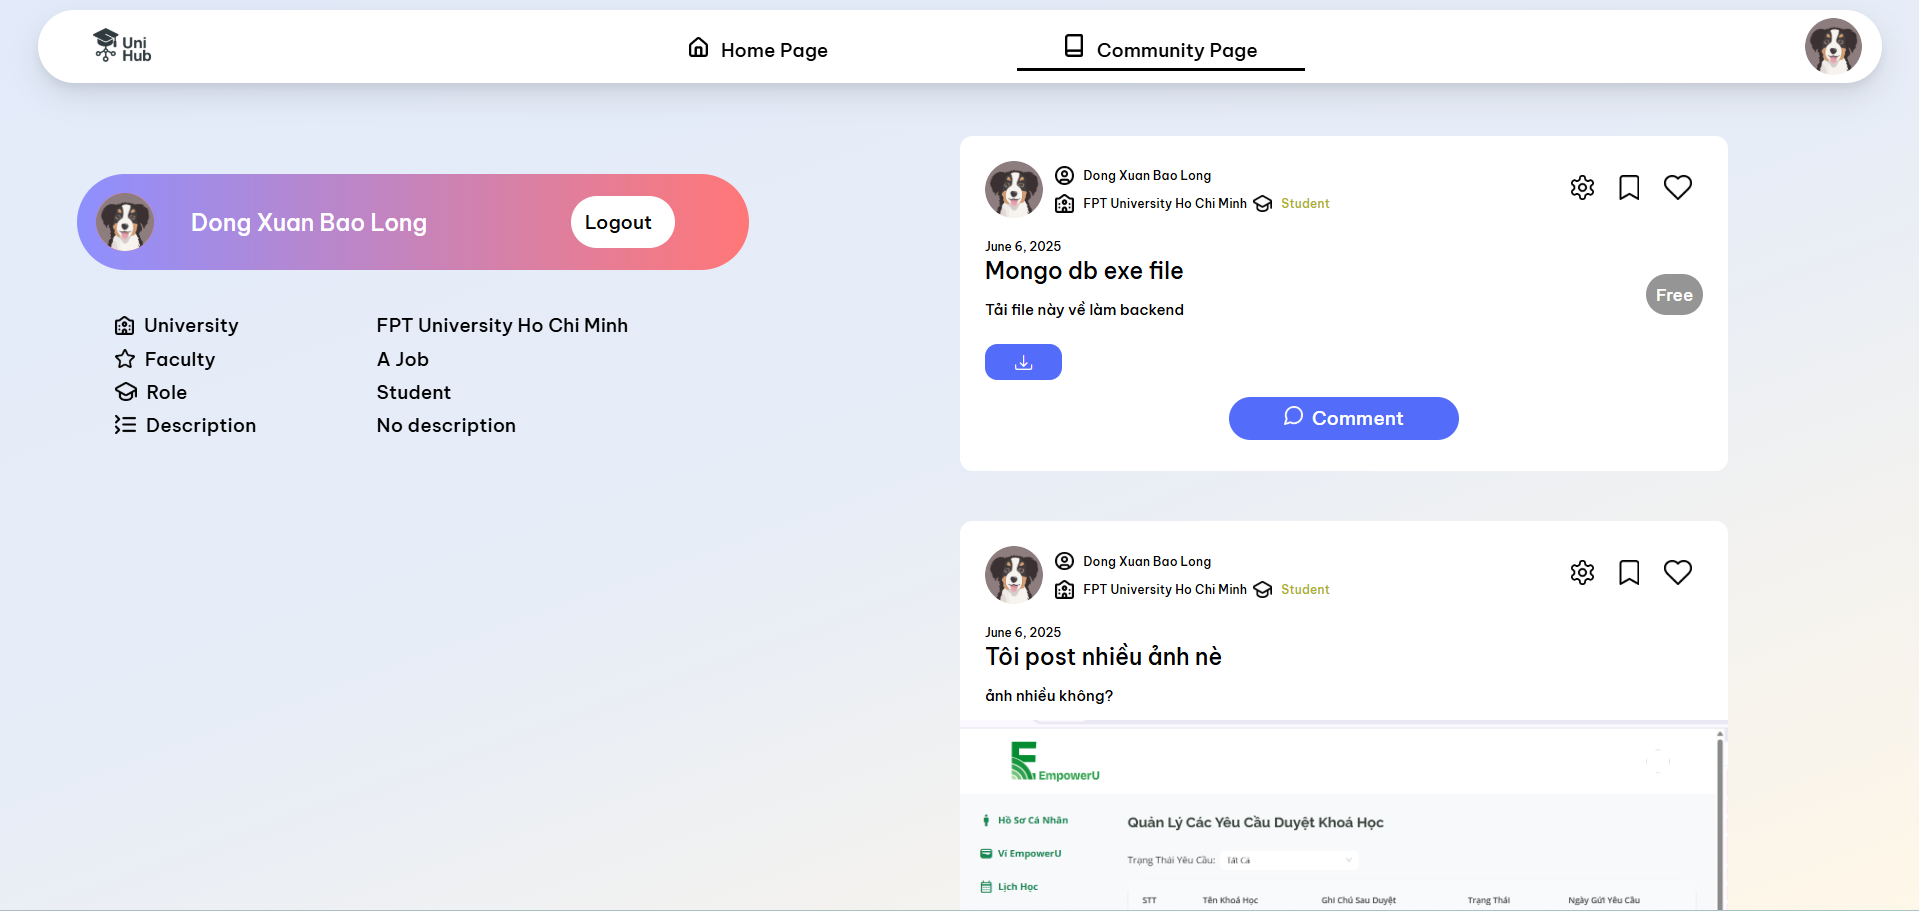 Uni
Hub
Home Page
Community Page
Dong Xuan Bao Long
Logout
University
FPT University Ho Chi Minh
Faculty
A Job
Role
Student
Description
No description
Dong Xuan Bao Long
FPT University Ho Chi Minh
Student
June 6, 2025
Mongo db exe file
Free
Tải file này về làm backend
Comment
Dong Xuan Bao Long
FPT University Ho Chi Minh
Student
June 6, 2025
Tôi post nhiều ảnh nè
ảnh nhiều không?
EmpowerU
Hồ Sơ Cá Nhân
Ví EmpowerU
Lịch Học
Quản Lý Các Yêu Cầu Duyệt Khoá Học
Trạng Thái Yêu Cầu: Tất Cả
STT Tên Khoá Học Ghi Chú Sau Duyệt Trạng Thái Ngày Gửi Yêu Cầu